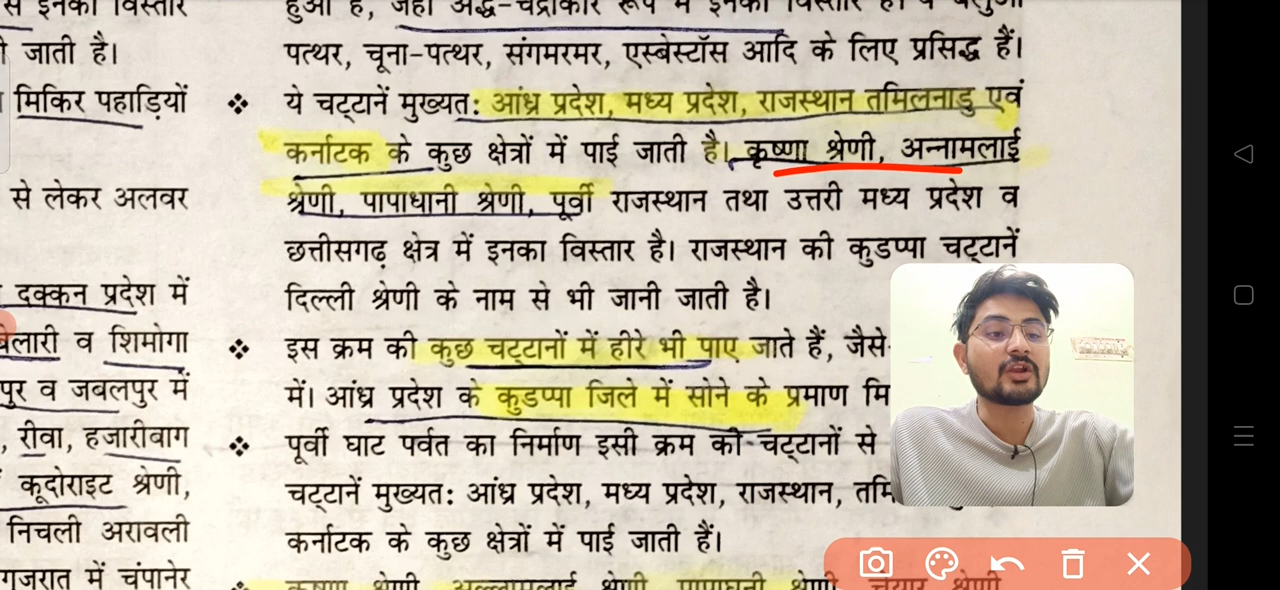 से इनका विस्तार
जाती है।
मिकिर पहाड़ियों
से लेकर अलवर
दक्कन प्रदेश में
व शिमोगा
व जबलपुर में
रीवा, हजारीबाग
कूदोराइट श्रेणी,
निचली अरावली
गुजरात में चंपानेर
हुआ है, जहाँ अर्द्ध-चंद्राकार रूप में इनका विस्तार है।
पत्थर, चूना-पत्थर, संगमरमर, एस्बेस्टॉस आदि के लिए प्रसिद्ध हैं।
❖ ये चट्टानें मुख्यत: आंध्र प्रदेश, मध्य प्रदेश, राजस्थान तमिलनाडु एवं
कर्नाटक के कुछ क्षेत्रों में पाई जाती है। कृष्णा श्रेणी, अन्नामलाई
श्रेणी, पापाधानी श्रेणी, पूर्वी राजस्थान तथा उत्तरी मध्य प्रदेश व
छत्तीसगढ़ क्षेत्र में इनका विस्तार है। राजस्थान की कुडप्पा चट्टानें
दिल्ली श्रेणी के नाम से भी जानी जाती है।
❖ इस क्रम की कुछ चट्टानों में हीरे भी पाए जाते हैं, जैसे-
में। आंध्र प्रदेश के कुडप्पा जिले में सोने के प्रमाण
❖ पूर्वी घाट पर्वत का निर्माण इसी क्रम की चट्टानों से
चट्टानें मुख्यत: आंध्र प्रदेश, मध्य प्रदेश, राजस्थान,
कर्नाटक के कुछ क्षेत्रों में पाई जाती हैं।